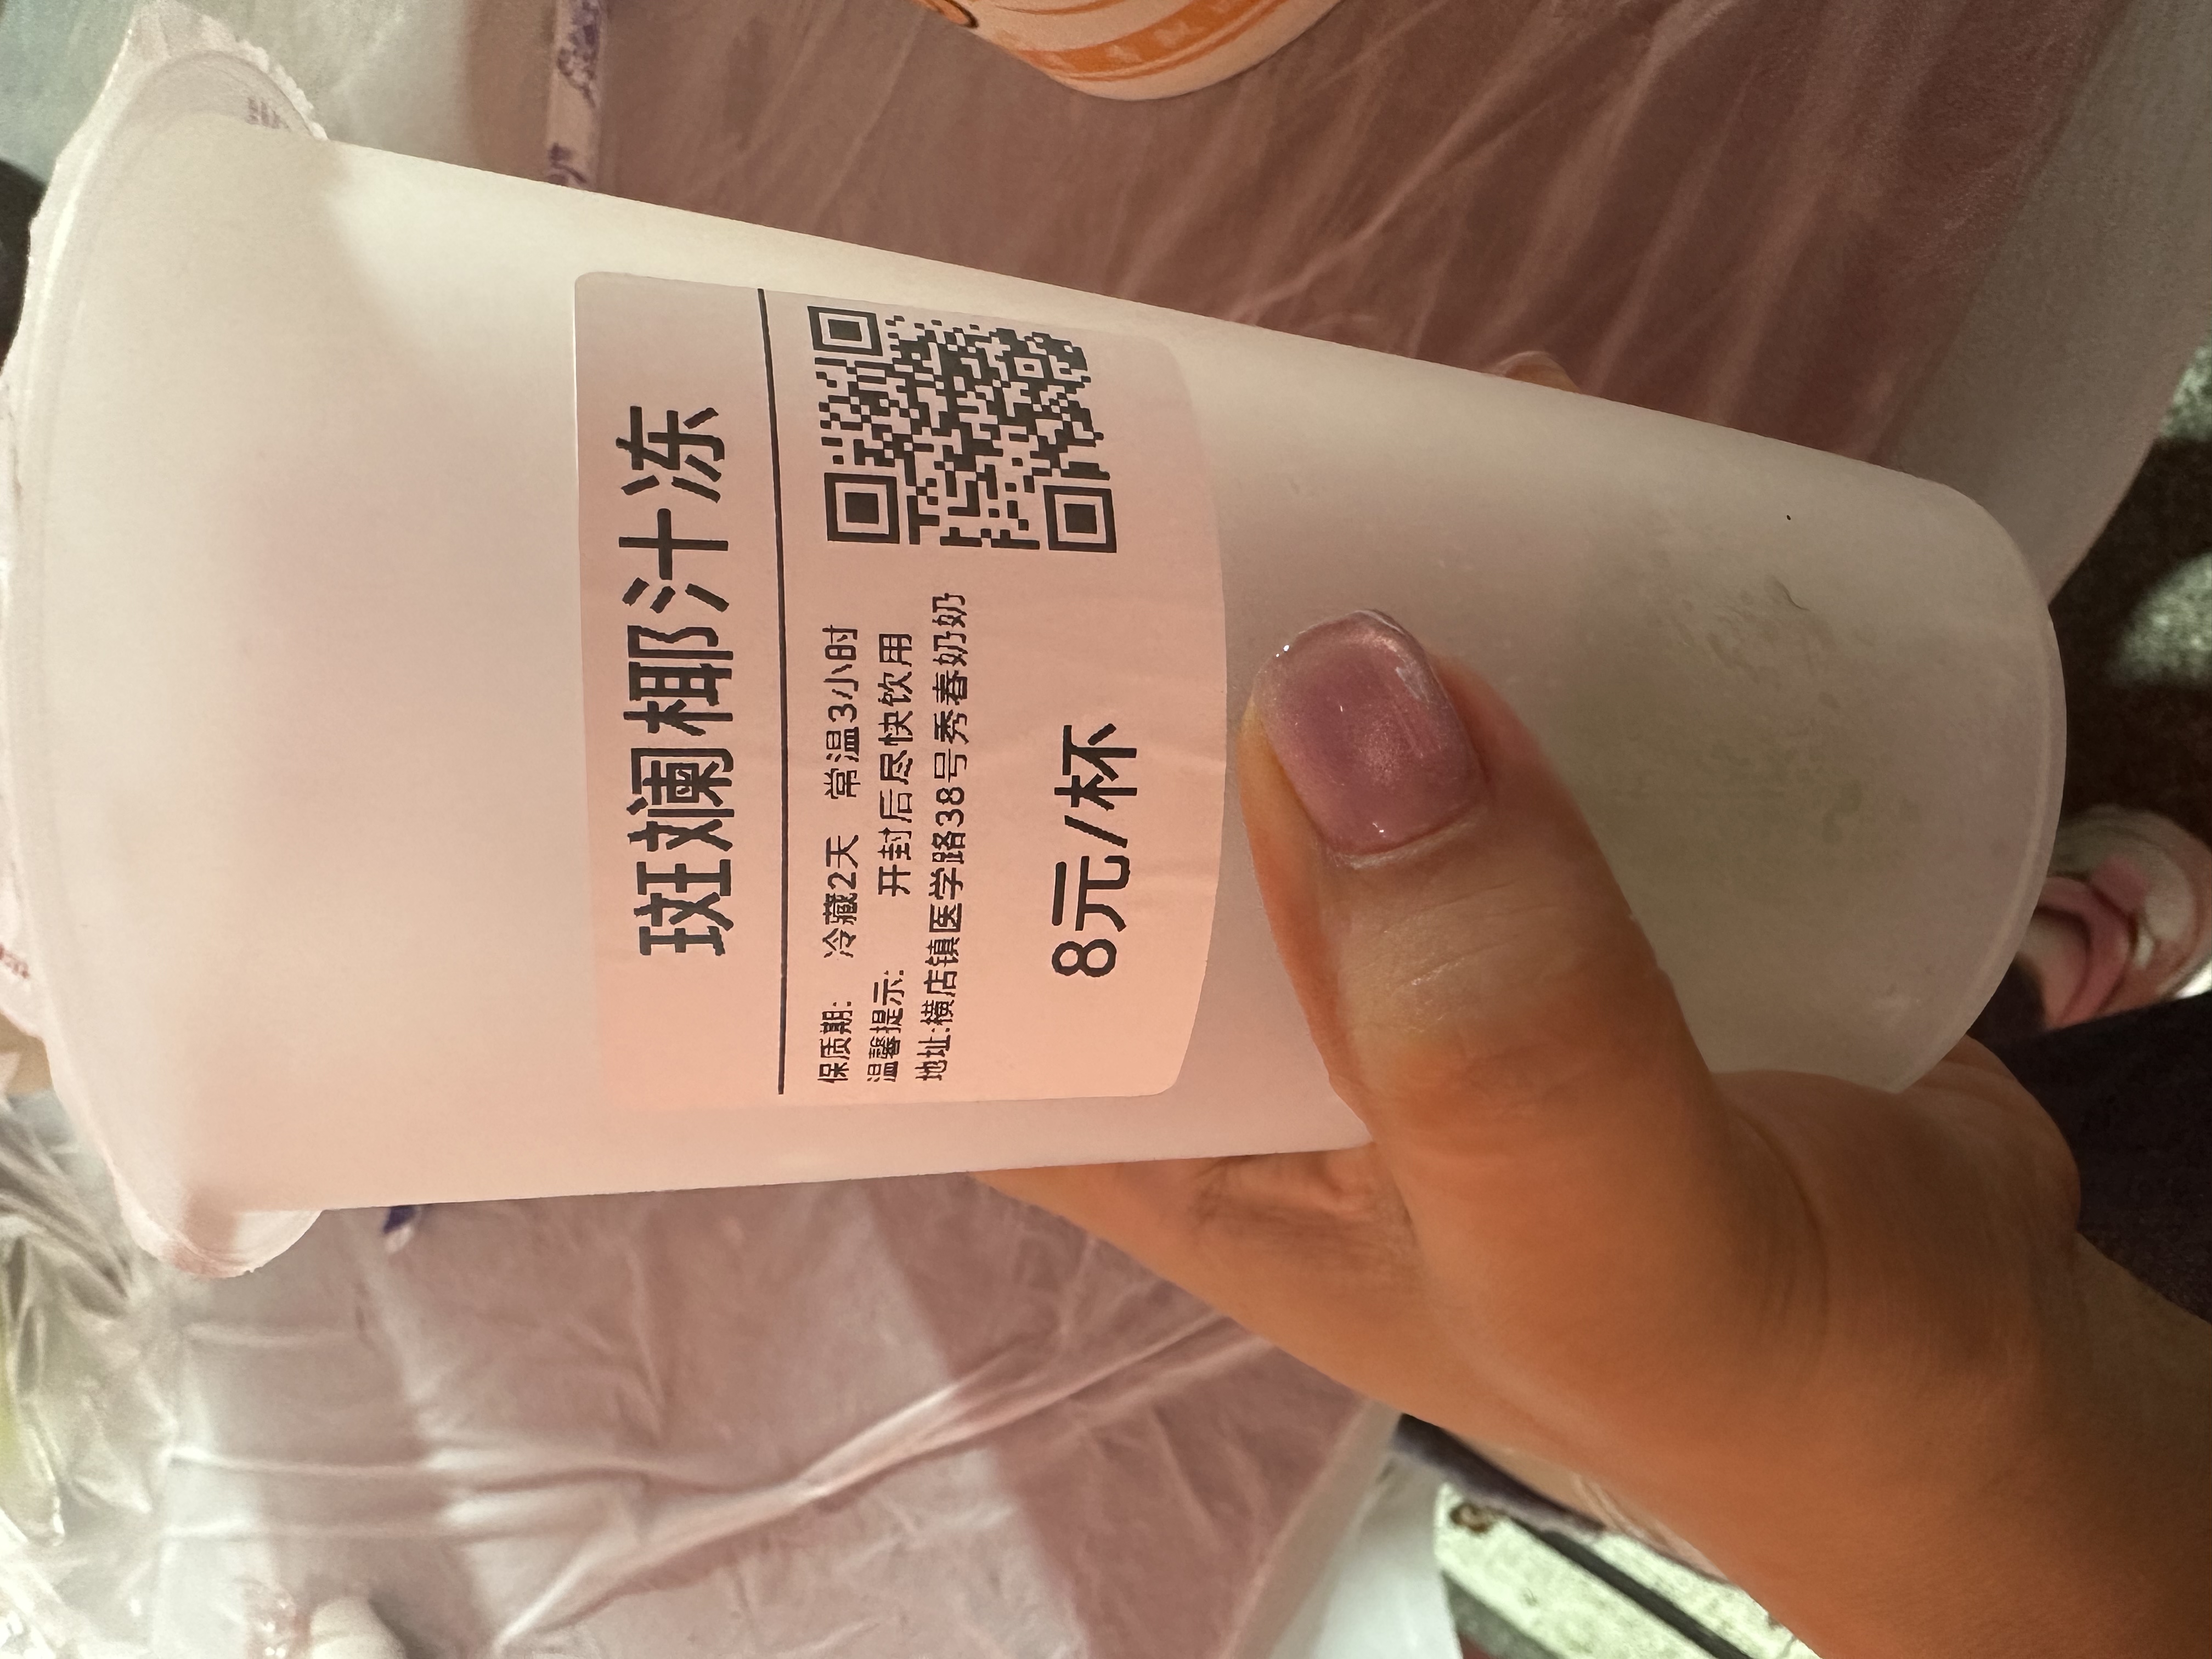 斑斓椰汁冻
保质期: 冷藏2天 常温3小时
温馨提示: 开封后尽快饮用
地址:横店镇医学路38号秀春奶奶
8元/杯